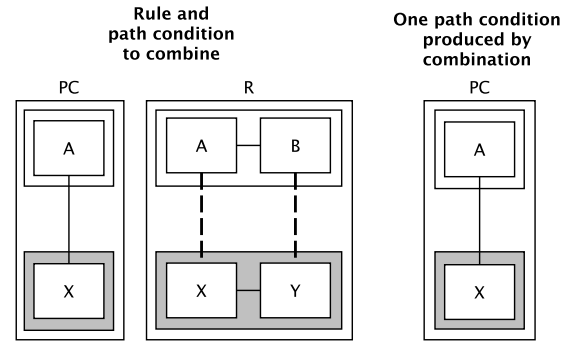 Rule and
path condition
to combine
One path condition
produced by
combination
PC
R
PC
A
A
B
A
X
X
Y
X